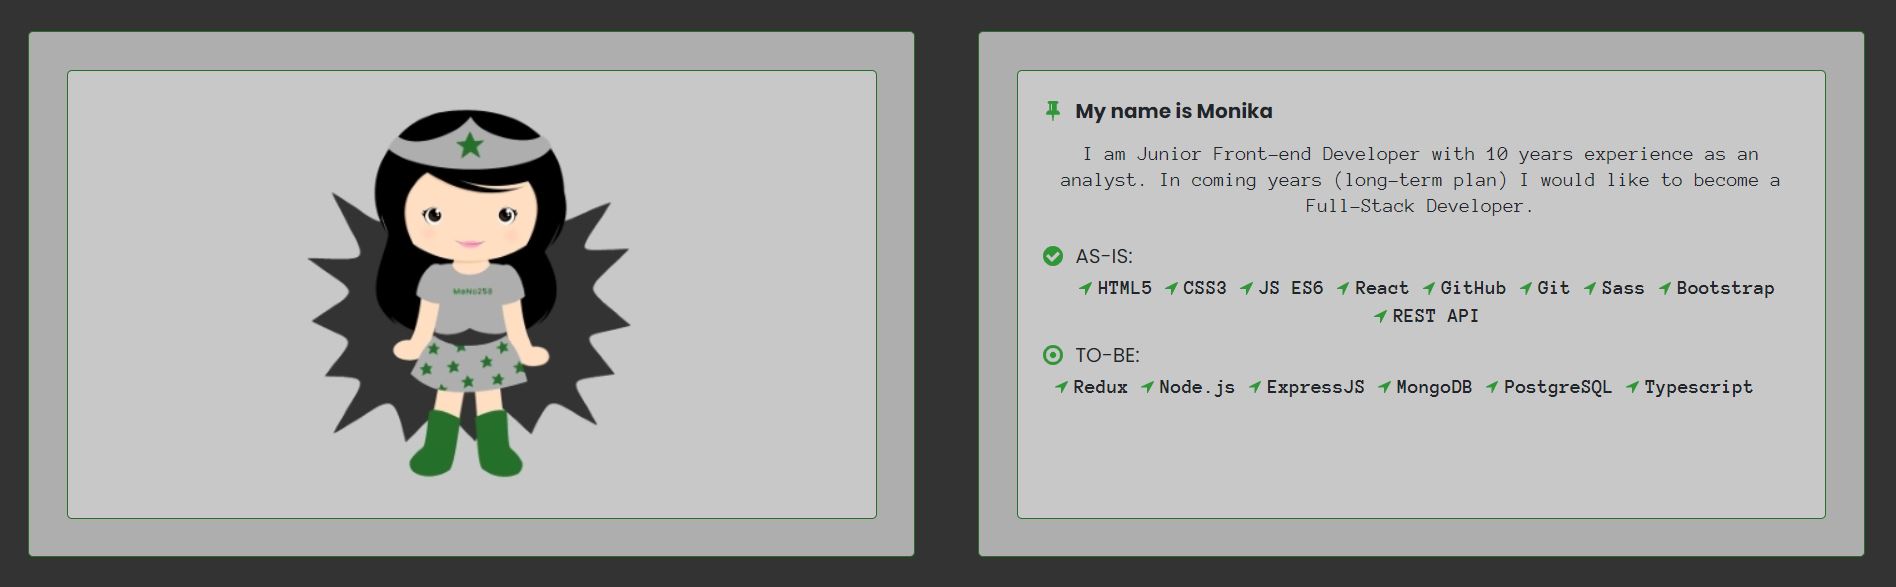 MoNo258
My name is Monika
I am Junior Front-end Developer with 10 years experience as an
analyst. In coming years (long-term plan) I would like to become a
Full-Stack Developer.
AS-IS:
HTML5 CSS3 JS ES6 React GitHub Git Sass Bootstrap
REST API
TO-BE:
Redux Node.js ExpressJS MongoDB PostgreSQL Typescript